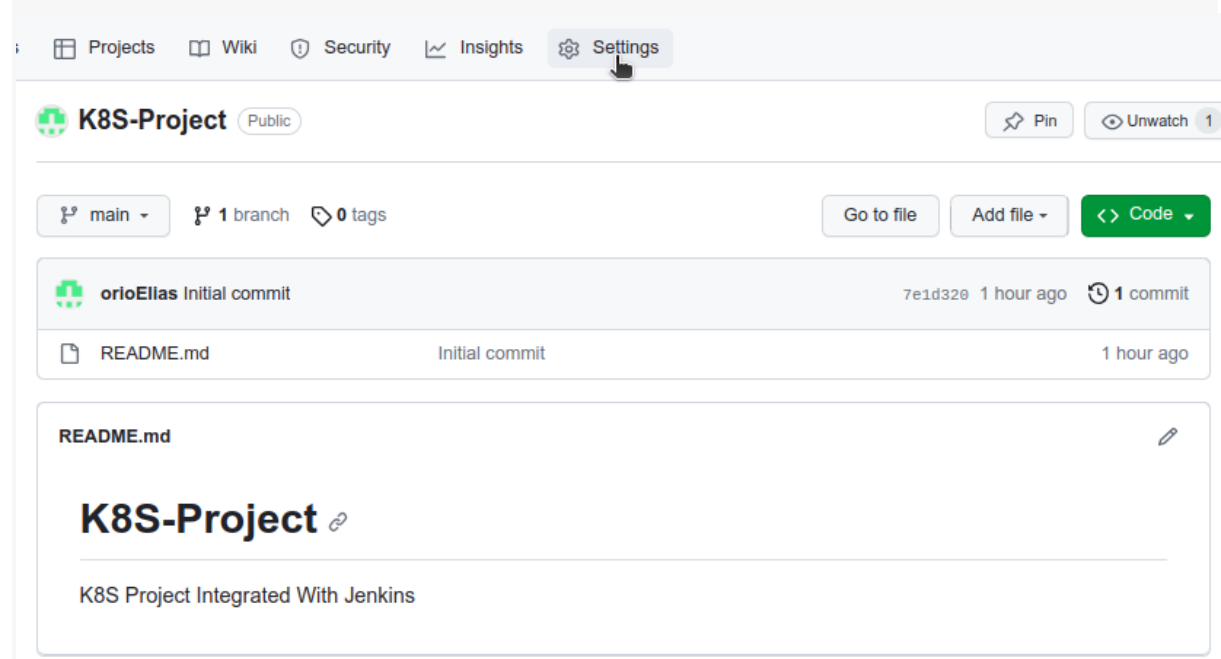 Projects Wiki Security Insights Settings
K8S-Project Public Pin Unwatch 1
main 1 branch 0 tags Go to file Add file Code
orioElias Initial commit 7e1d320 1 hour ago 1 commit
README.md Initial commit 1 hour ago
README.md
K8S-Project
K8S Project Integrated With Jenkins